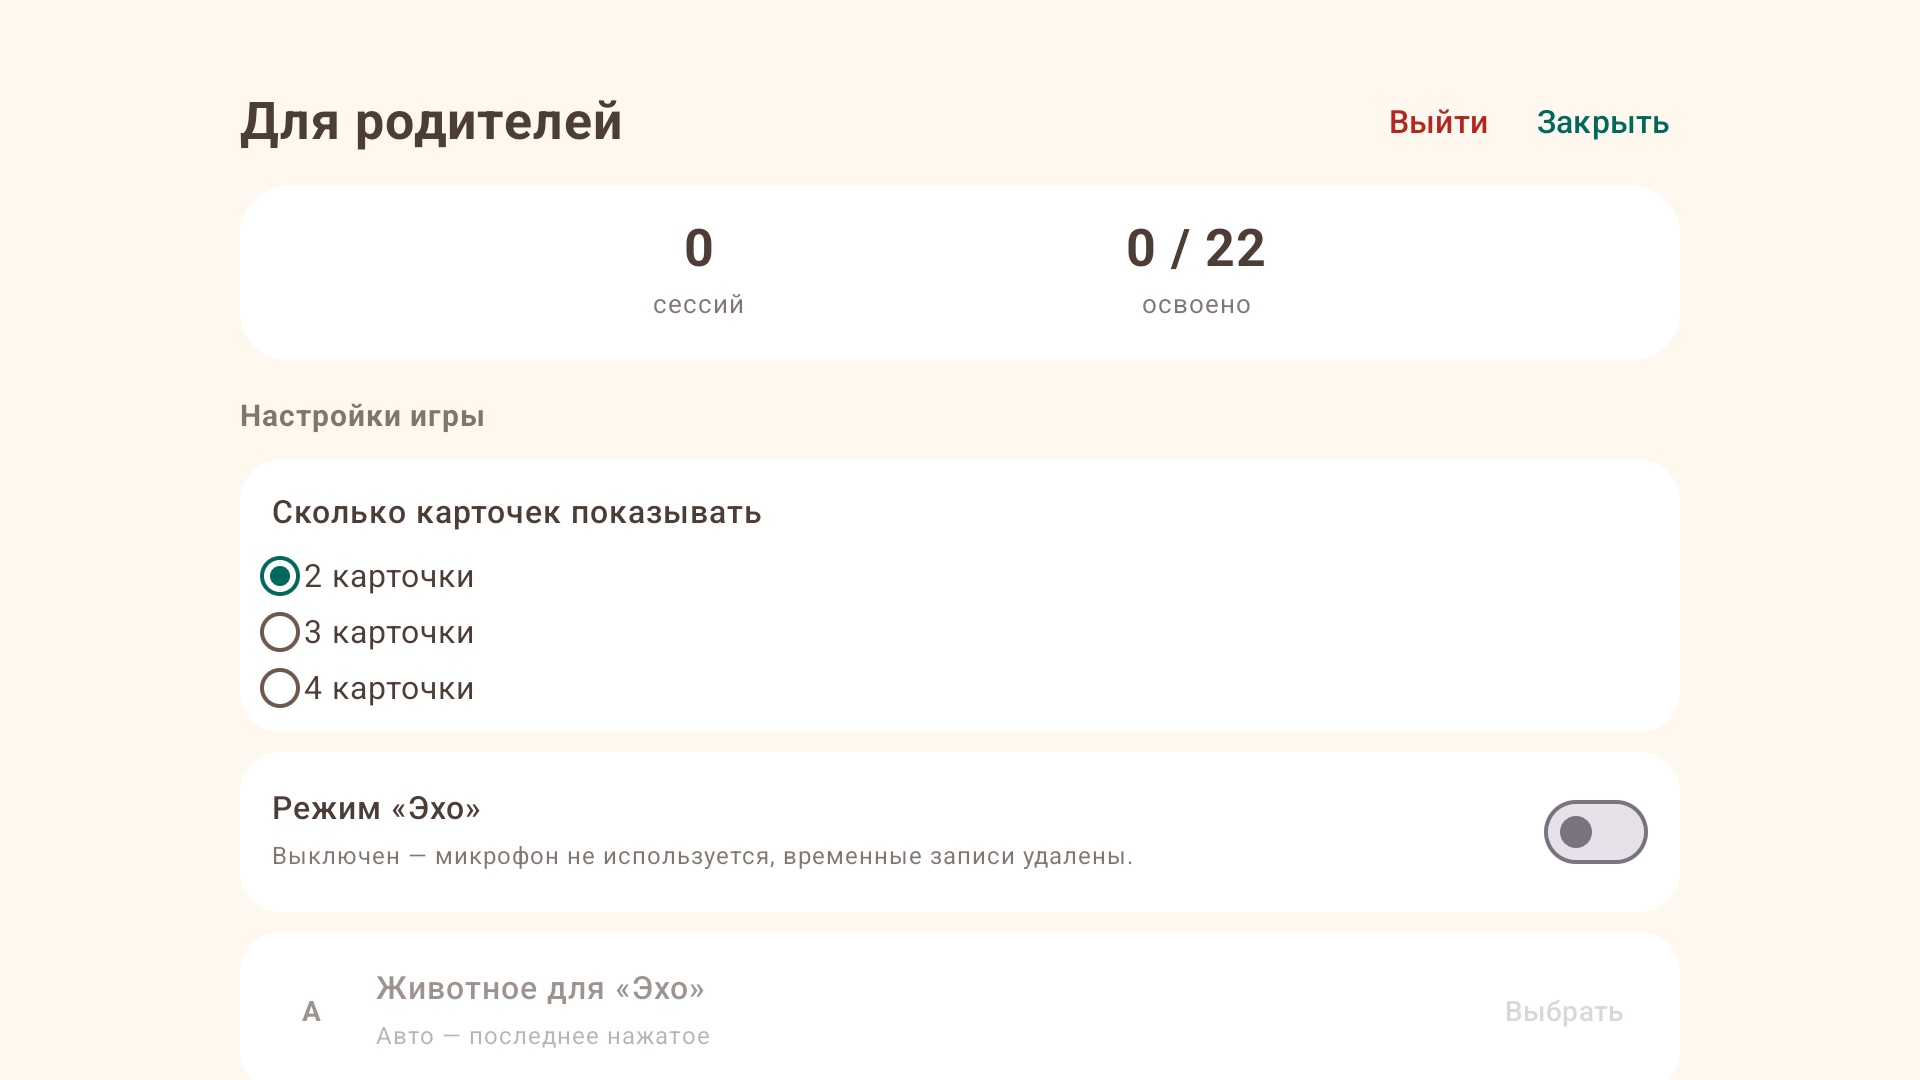 Для родителей
Выйти
Закрыть
0
сессий
0 / 22
освоено
Настройки игры
Сколько карточек показывать
2 карточки
3 карточки
4 карточки
Режим «Эхо»
Выключен — микрофон не используется, временные записи удалены.
А
Животное для «Эхо»
Авто — последнее нажатое
Выбрать